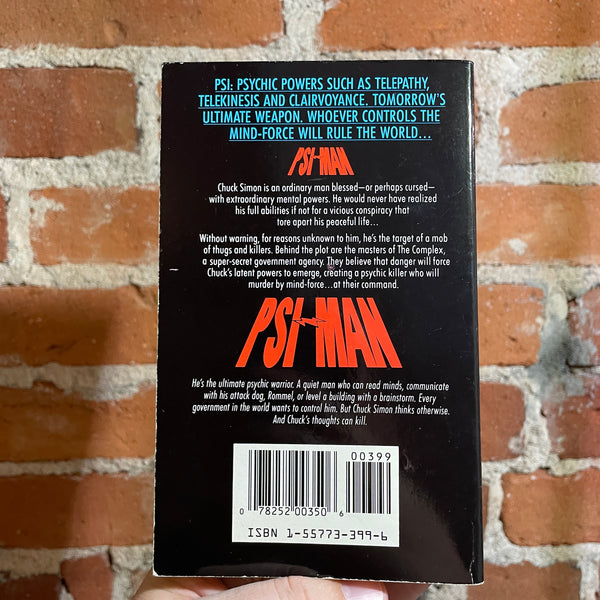 PSI: PSYCHIC POWERS SUCH AS TELEPATHY,
TELEKINESIS AND CLAIRVOYANCE. TOMORROW'S
ULTIMATE WEAPON. WHOEVER CONTROLS THE
MIND-FORCE WILL RULE THE WORLD...
PSI-MAN
Chuck Simon is an ordinary man blessed—or perhaps cursed—
with extraordinary mental powers. He would never have realized
his full abilities if not for a vicious conspiracy that
tore apart his peaceful life...
Without warning, for reasons unknown to him, he's the target of a mob
of thugs and killers. Behind the plot are the masters of The Complex,
a super-secret government agency. They believe that danger will force
Chuck's latent powers to emerge, creating a psychic killer who will
murder by mind-force...at their command.
PSI-MAN
He's the ultimate psychic warrior. A quiet man who can read minds, communicate
with his attack dog, Rommel, or level a building with a brainstorm. Every
government in the world wants to control him. But Chuck Simon thinks otherwise.
And Chuck's thoughts can kill.
00399
0 78252 00350 6
ISBN 1-55773-399-6